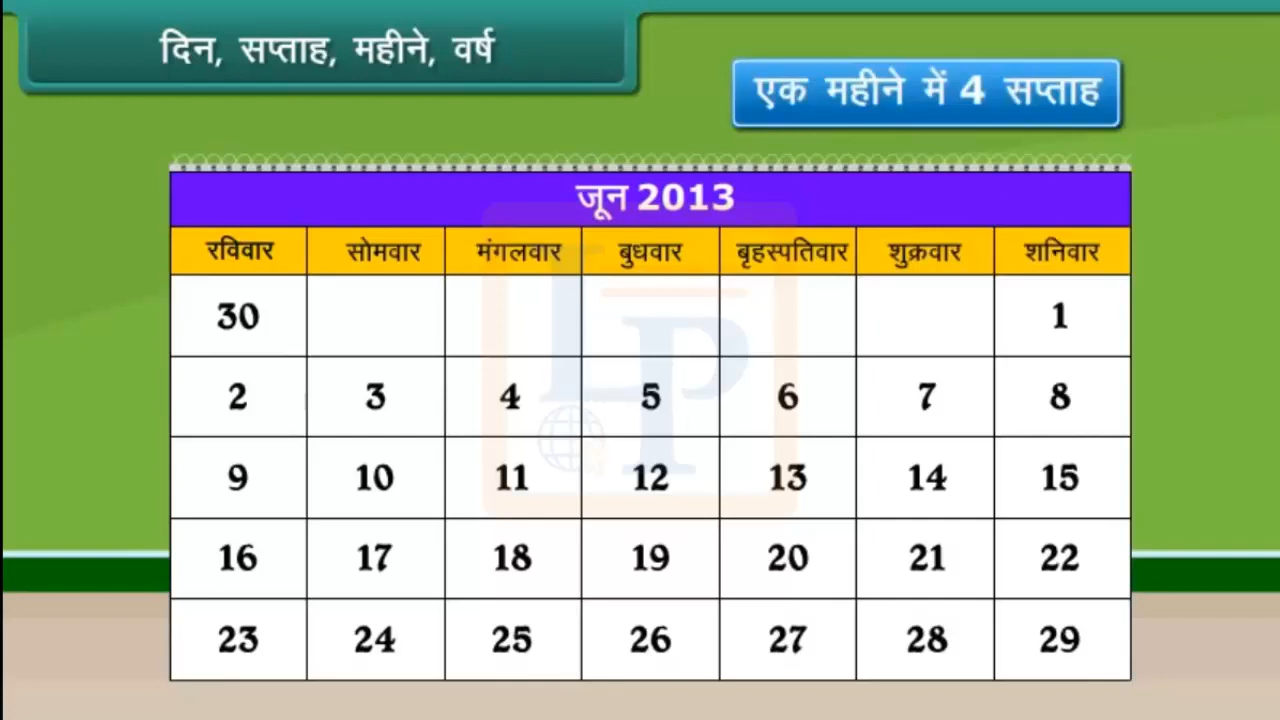 दिन, सप्ताह, महीने, वर्ष
एक महीने में 4 सप्ताह
जून 2013
रविवार सोमवार मंगलवार बुधवार बृहस्पतिवार शुक्रवार शनिवार
30 1
2 3 4 5 6 7 8
9 10 11 12 13 14 15
16 17 18 19 20 21 22
23 24 25 26 27 28 29
LP